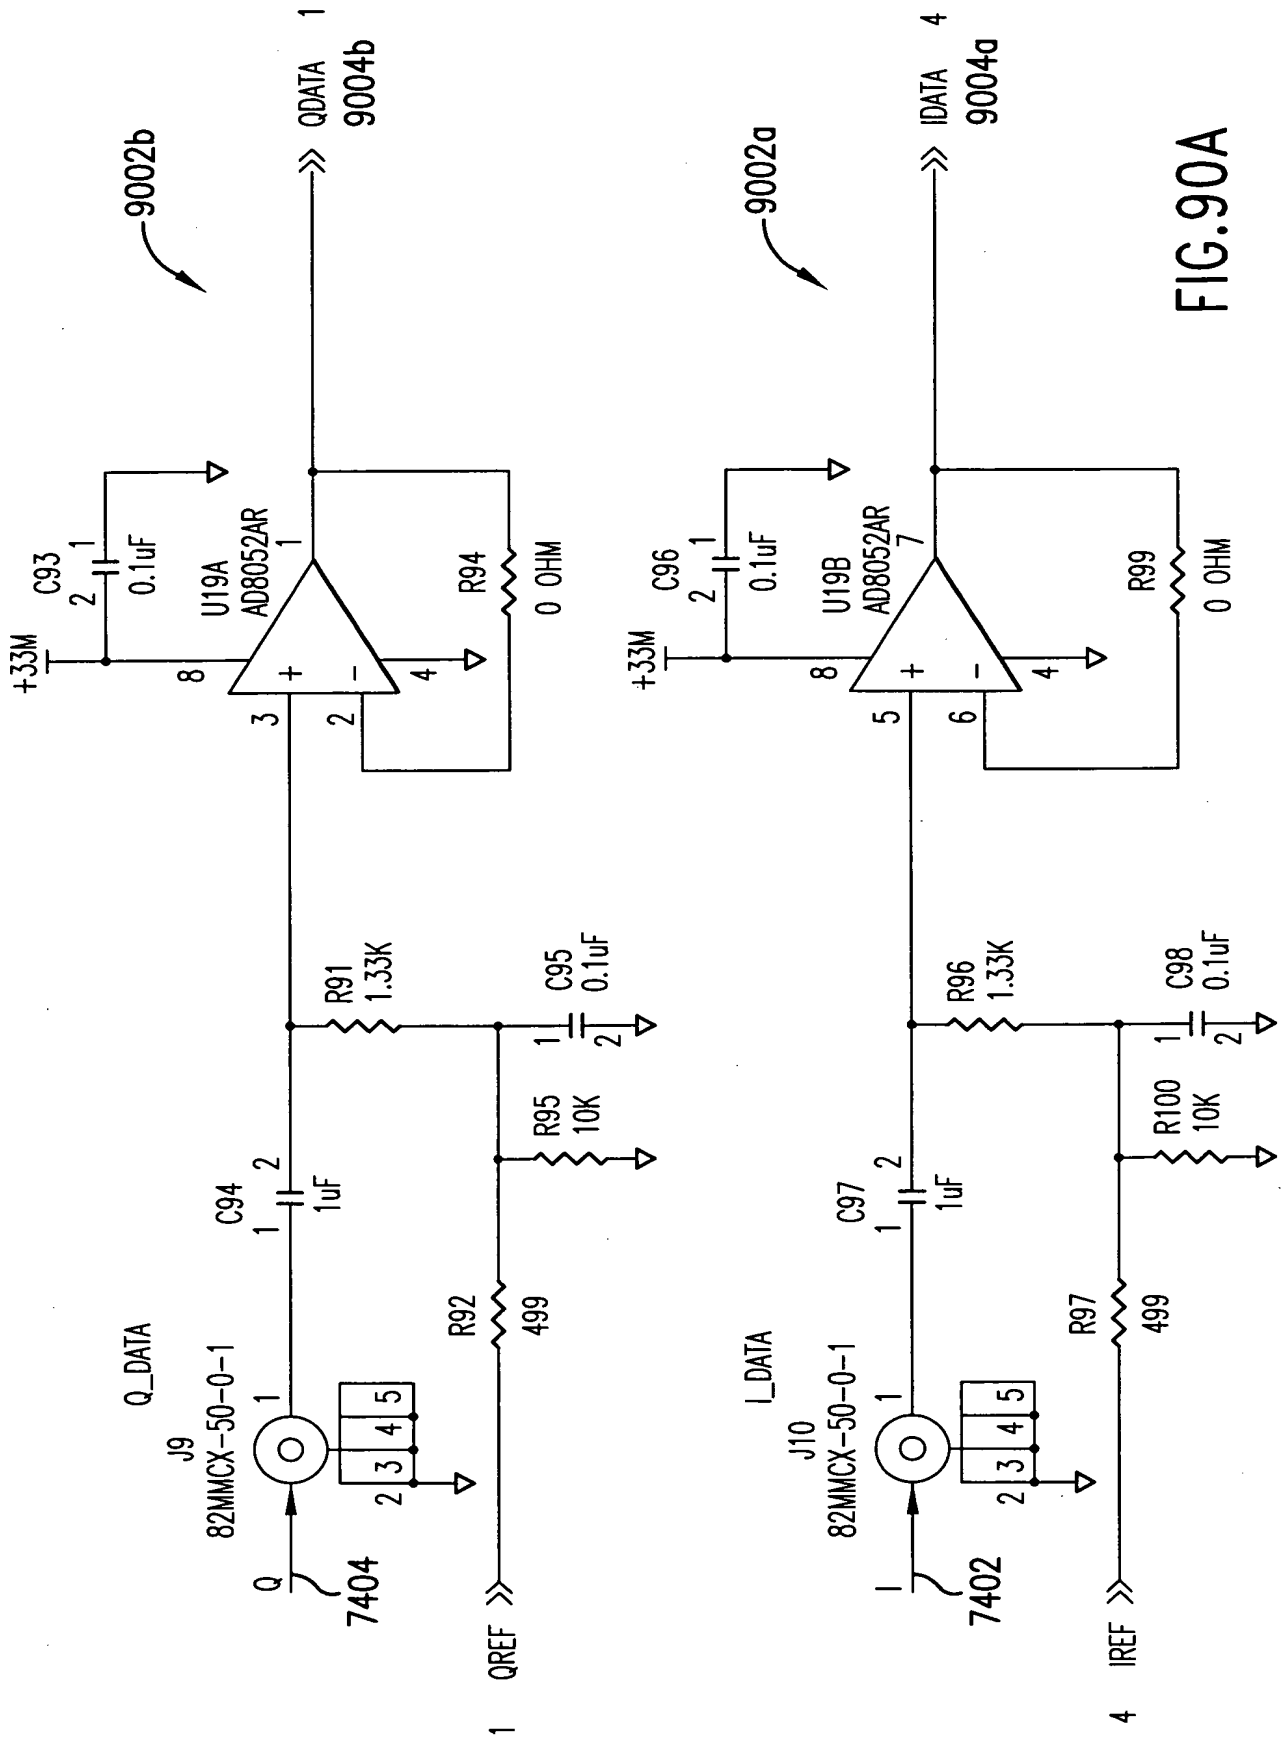 Q_DATA
J9
82MMCX-50-0-1
Q
7404
1
2
3
4
5
C94
1
2
1uF
R91
1.33K
1
QREF
R92
499
R95
10K
C95
0.1uF
1
2
+33M
C93
2
1
0.1uF
8
U19A
AD8052AR
3
+
2
-
4
1
R94
0 OHM
9002b
QDATA
1
9004b
I_DATA
J10
82MMCX-50-0-1
I
7402
1
2
3
4
5
C97
1
2
1uF
R96
1.33K
4
IREF
R97
499
R100
10K
C98
0.1uF
1
2
+33M
C96
2
1
0.1uF
8
U19B
AD8052AR
5
+
6
-
4
7
R99
0 OHM
9002a
IDATA
4
9004a
FIG.90A